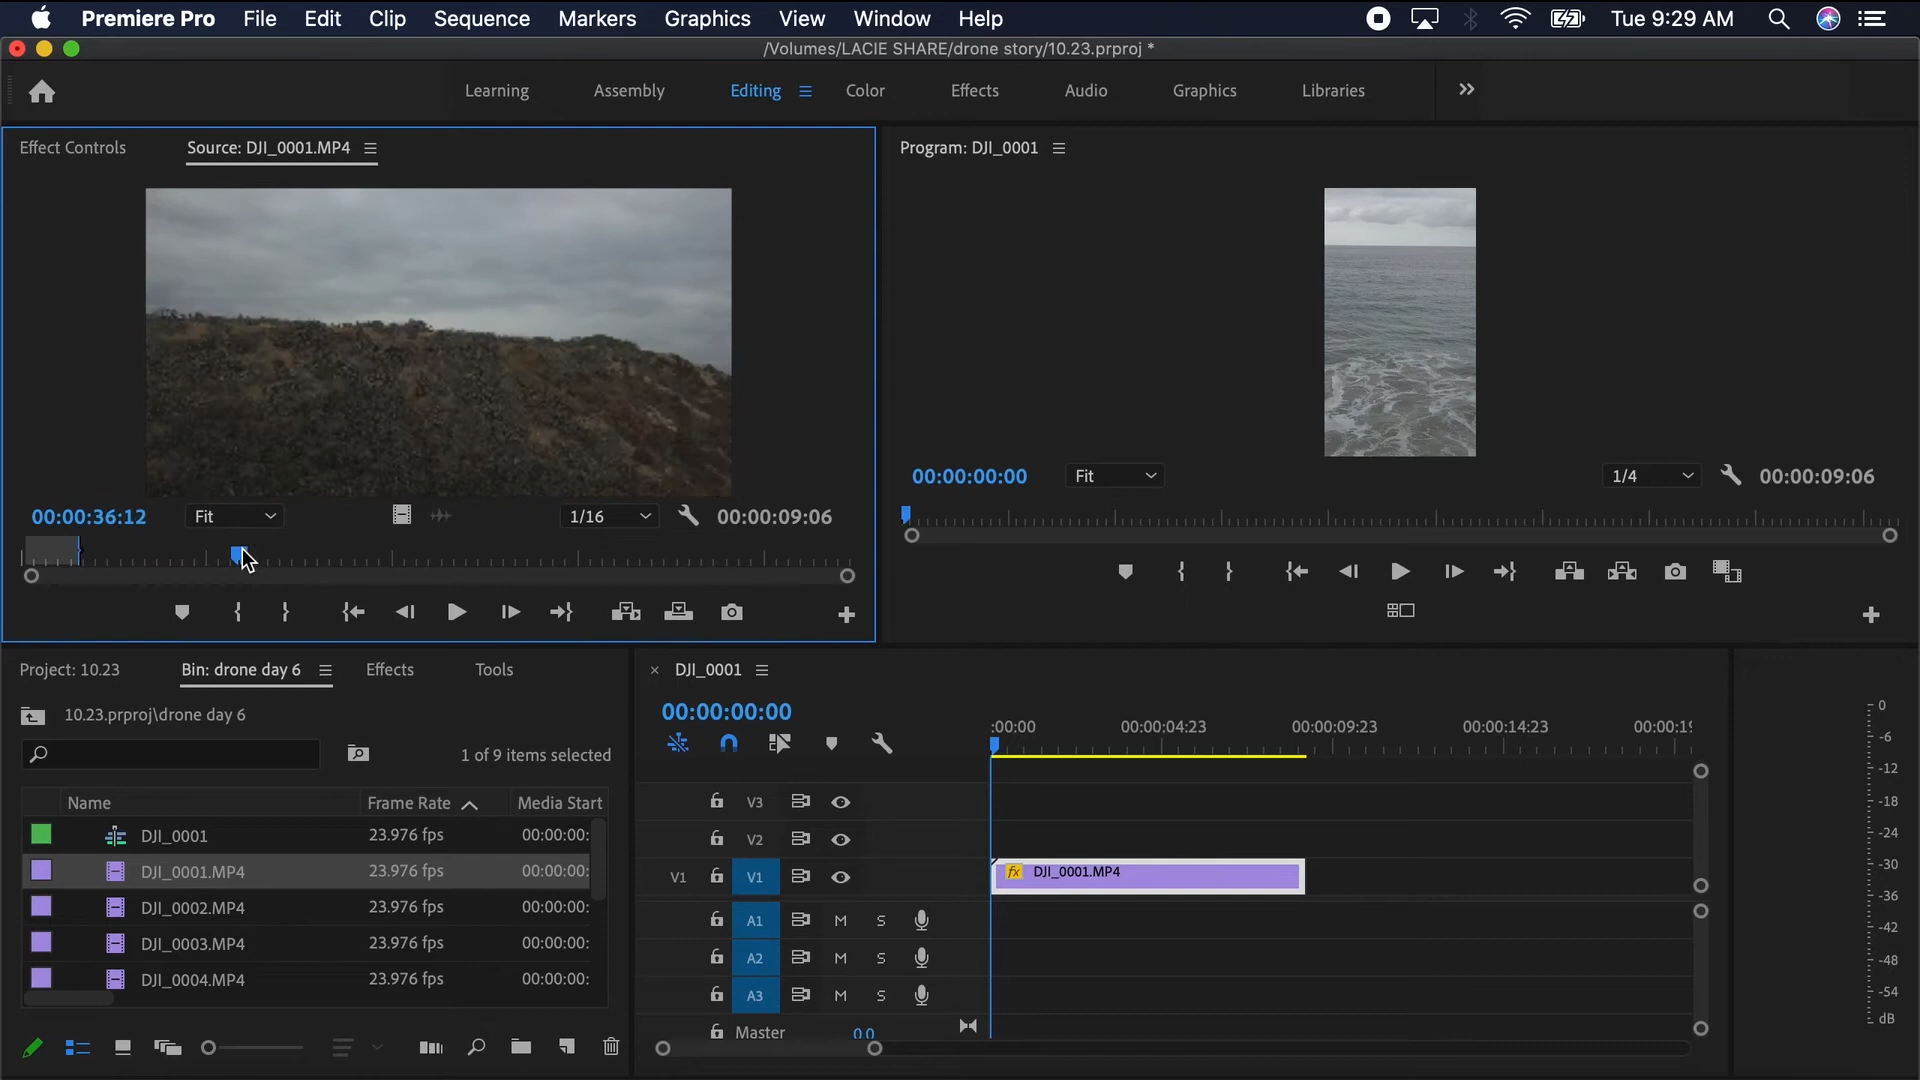 Premiere Pro File Edit Clip Sequence Markers Graphics View Window Help Tue 9:29 AM
/Volumes/LACIE SHARE/drone story/10.23.prproj *
Learning Assembly Editing Color Effects Audio Graphics Libraries
Effect Controls Source: DJI_0001.MP4
Program: DJI_0001
00:00:36:12 Fit 1/16 00:00:09:06
00:00:00:00 Fit 1/4 00:00:09:06
Project: 10.23 Bin: drone day 6 Effects Tools
10.23.prproj\drone day 6
1 of 9 items selected
Name Frame Rate Media Start
DJI_0001 23.976 fps 00:00:00:
DJI_0001.MP4 23.976 fps 00:00:00:
DJI_0002.MP4 23.976 fps 00:00:00:
DJI_0003.MP4 23.976 fps 00:00:00:
DJI_0004.MP4 23.976 fps 00:00:00:
× DJI_0001
00:00:00:00
:00:00 00:00:04:23 00:00:09:23 00:00:14:23 00:00:19
V3
V2
V1 V1 fx DJI_0001.MP4
A1 M S
A2 M S
A3 M S
Master 0.0
0
-6
-12
-18
-24
-30
-36
-42
-48
-54
dB